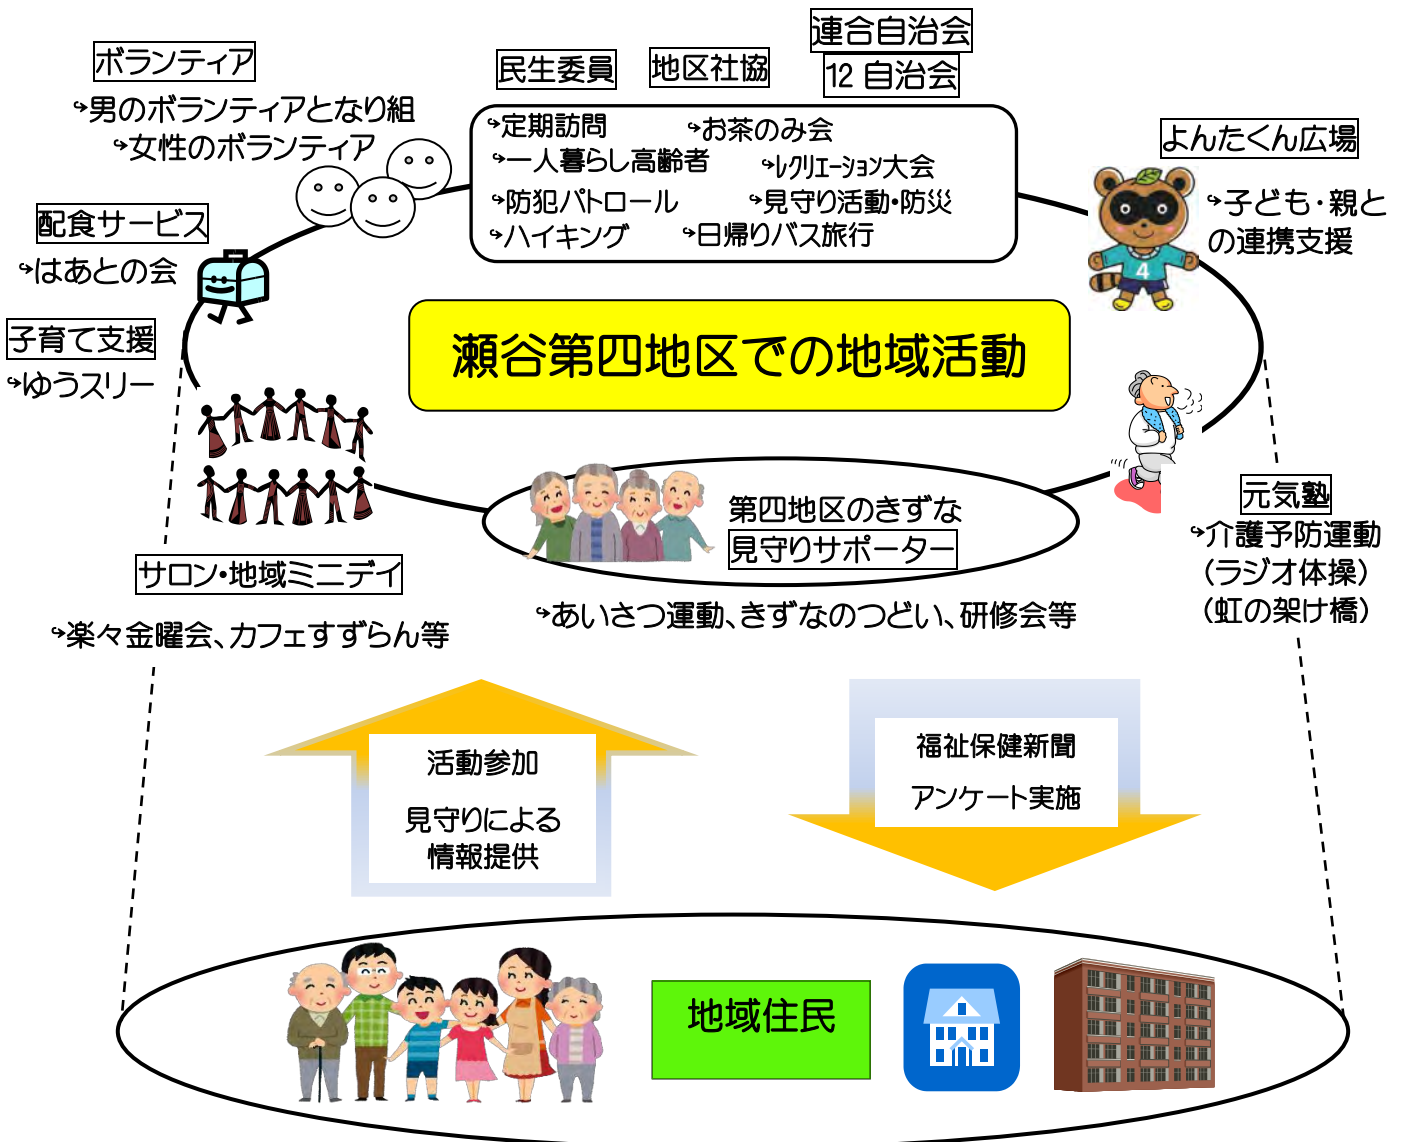 ボランティア
↪男のボランティアとなり組
↪女性のボランティア
民生委員
地区社協
連合自治会
12 自治会
↪定期訪問
↪お茶のみ会
↪一人暮らし高齢者
↪レクリエーション大会
↪防犯パトロール
↪見守り活動・防災
↪ハイキング
↪日帰りバス旅行
よんたくん広場
↪子ども・親と
の連携支援
4
配食サービス
↪はあとの会
子育て支援
↪ゆうスリー
瀬谷第四地区での地域活動
第四地区のきずな
見守りサポーター
↪あいさつ運動、きずなのつどい、研修会等
元気塾
↪介護予防運動
(ラジオ体操)
(虹の架け橋)
サロン・地域ミニデイ
↪楽々金曜会、カフェすずらん等
活動参加
見守りによる
情報提供
福祉保健新聞
アンケート実施
地域住民